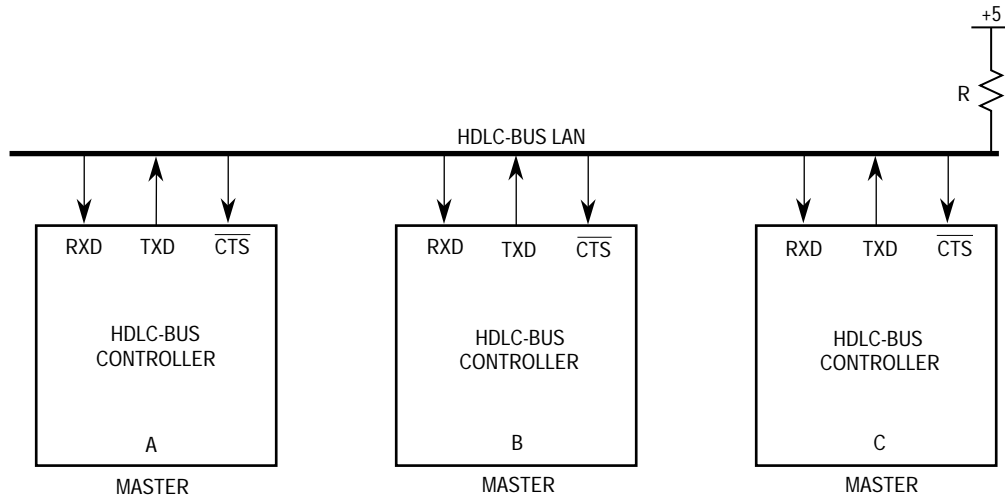 +5
R
HDLC-BUS LAN
RXD TXD CTS
RXD TXD CTS
RXD TXD CTS
HDLC-BUS
CONTROLLER
HDLC-BUS
CONTROLLER
HDLC-BUS
CONTROLLER
A
B
C
MASTER
MASTER
MASTER